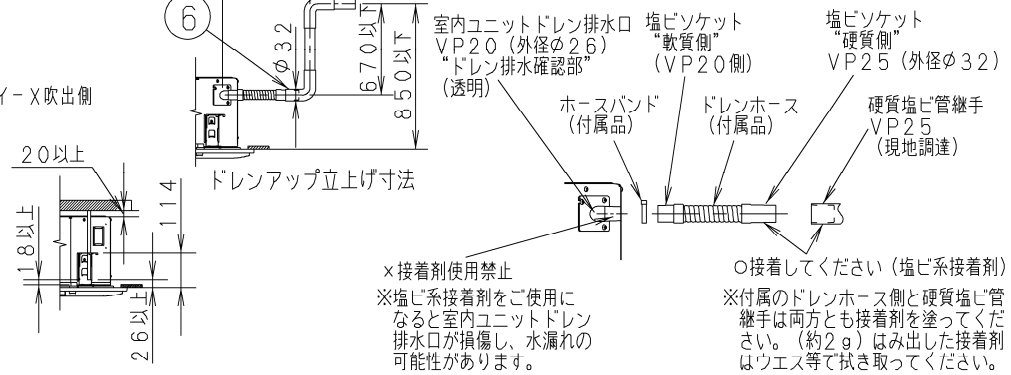 6
φ32
670以下
850以下
ドレンアップ立上げ寸法
イ－X吹出側
20以上
18以上
114
26以上
室内ユニットドレン排水口
VP20（外径φ26）
“ドレン排水確認部”
（透明）
塩ビソケット
“軟質側”
（VP20側）
塩ビソケット
“硬質側”
VP25（外径φ32）
ホースバンド
（付属品）
ドレンホース
（付属品）
硬質塩ビ管継手
VP25
（現地調達）
×接着剤使用禁止
※塩ビ系接着剤をご使用に
なると室内ユニットドレン
排水口が損傷し、水漏れの
可能性があります。
○接着してください（塩ビ系接着剤）
※付属のドレンホース側と硬質塩ビ管
継手は両方とも接着剤を塗ってくだ
さい。（約2g）はみ出した接着剤
はウエス等で拭き取ってください。